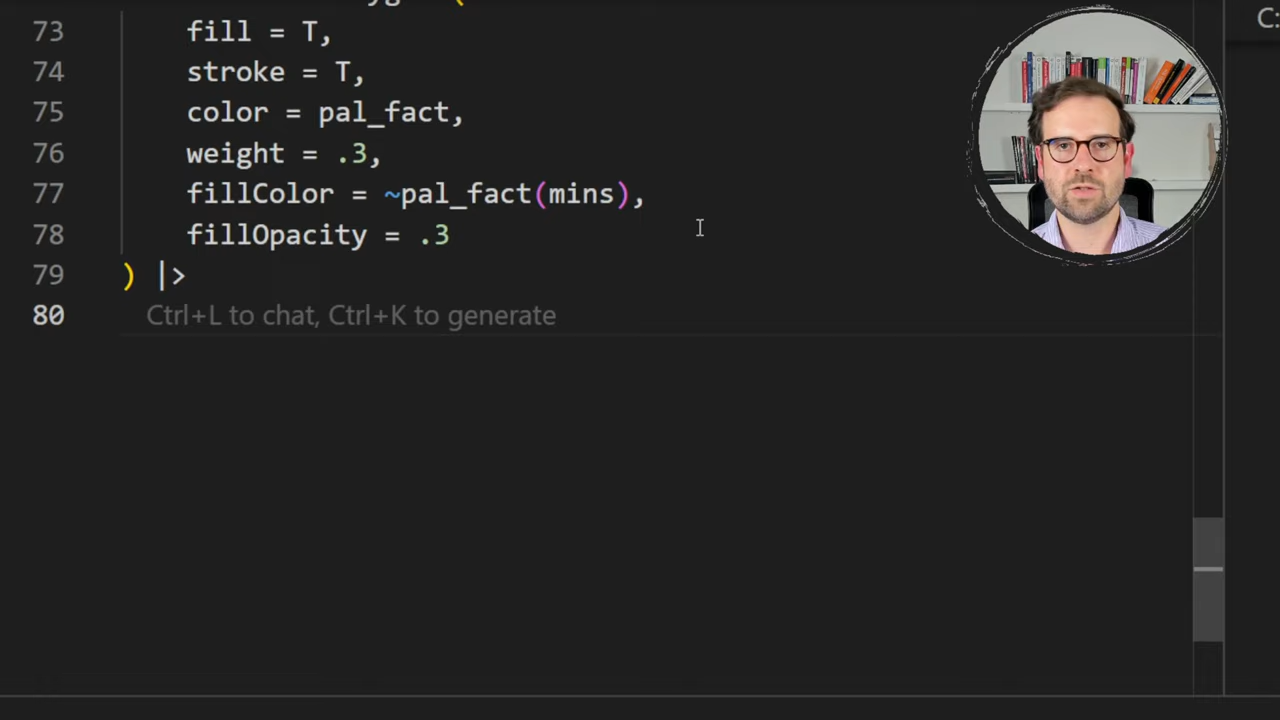 73 fill = T,
74 stroke = T,
75 color = pal_fact,
76 weight = .3,
77 fillColor = ~pal_fact(mins),
78 fillOpacity = .3
79 ) |>
80 Ctrl+L to chat, Ctrl+K to generate
C: